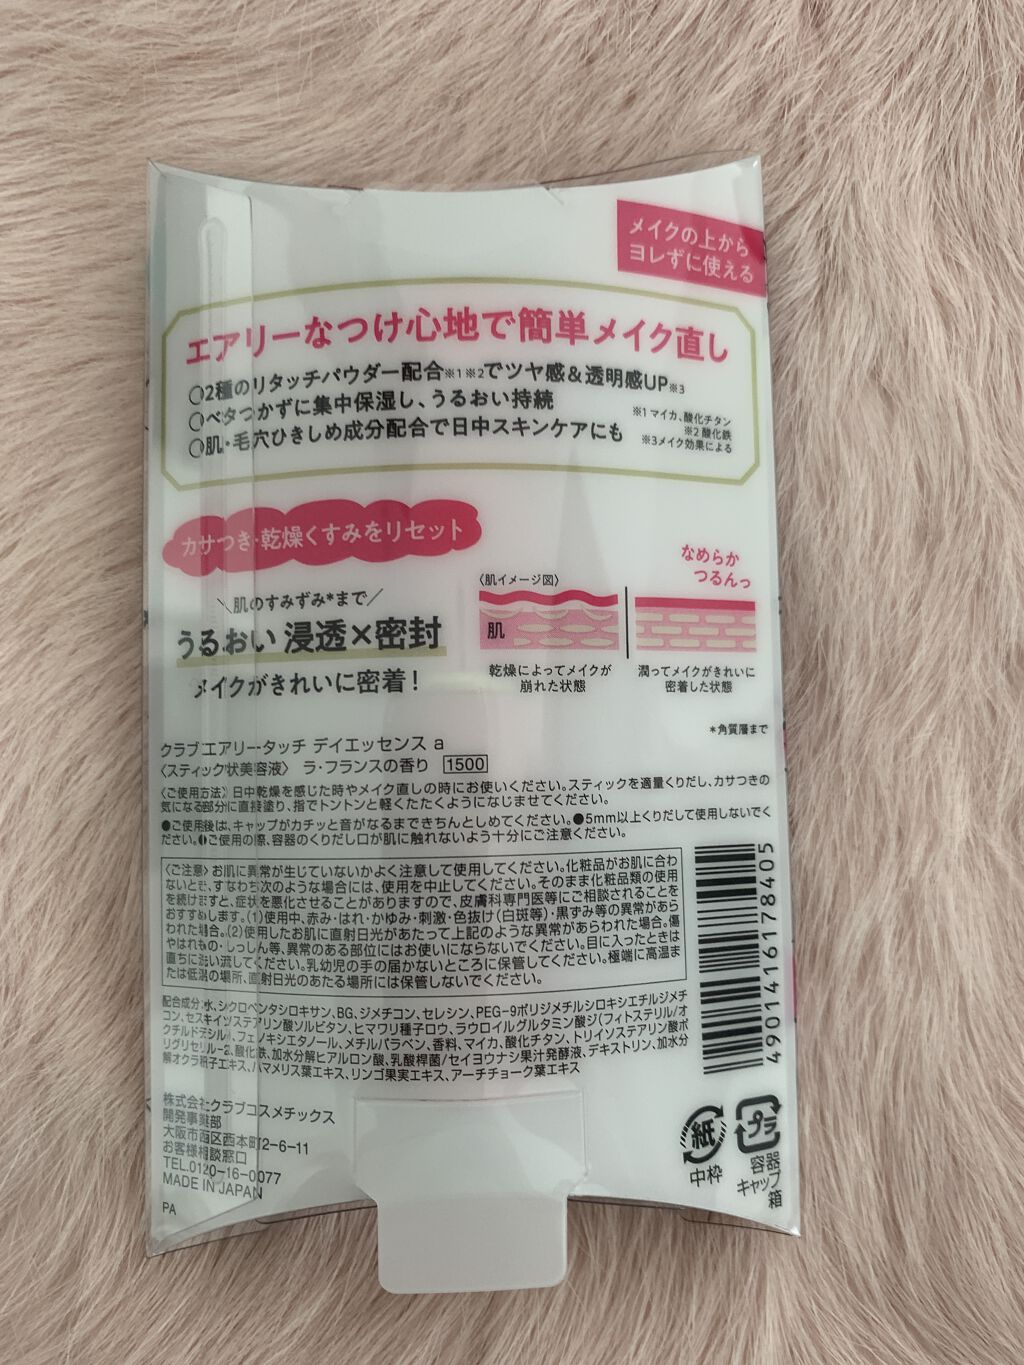 メイクの上から
ヨレずに使える
エアリーなつけ心地で簡単メイク直し
○2種のリタッチパウダー配合※1※2でツヤ感&透明感UP※3
○ベタつかずに集中保湿し、うるおい持続
○肌・毛穴ひきしめ成分配合で日中スキンケアにも
※1 マイカ、酸化チタン
※2 酸化鉄
※3メイク効果による
カサつき・乾燥くすみをリセット
＼肌のすみずみ*まで／
うるおい 浸透×密封
メイクがきれいに密着!
〈肌イメージ図〉
なめらか
つるんっ
肌
乾燥によってメイクが
崩れた状態
潤ってメイクがきれいに
密着した状態
*角質層まで
クラブ エアリータッチ デイエッセンス a
〈スティック状美容液〉 ラ・フランスの香り 1500
〈ご使用方法〉日中乾燥を感じた時やメイク直しの時にお使いください。スティックを適量くりだし、カサつきの
気になる部分に直接塗り、指でトントンと軽くたたくようになじませてください。
●ご使用後は、キャップがカチッと音がなるまできちんとしめてください。●5mm以上くりだして使用しないでく
ださい。●ご使用の際、容器のくりだし口が肌に触れないよう十分にご注意ください。
〈ご注意〉お肌に異常が生じていないかよく注意して使用してください。化粧品がお肌に合わ
ないとき、すなわち次のような場合には、使用を中止してください。そのまま化粧品類の使用
を続けますと、症状を悪化させることがありますので、皮膚科専門医等にご相談されることを
おすすめします。(1)使用中、赤み・はれ・かゆみ・刺激・色抜け(白斑等)・黒ずみ等の異常があら
われた場合。(2)使用したお肌に直射日光があたって上記のような異常があらわれた場合。傷
やはれもの・しっしん等、異常のある部位にはお使いにならないでください。目に入ったときは
直ちに洗い流してください。乳幼児の手の届かないところに保管してください。極端に高温ま
たは低温の場所、直射日光のあたる場所には保管しないでください。
配合成分:水、シクロペンタシロキサン、BG、ジメチコン、セレシン、PEG-9ポリジメチルシロキシエチルジメチ
コン、セスキイソステアリン酸ソルビタン、ヒマワリ種子ロウ、ラウロイルグルタミン酸ジ(フィトステリル/オ
クチルドデシル)、フェノキシエタノール、メチルパラベン、香料、マイカ、酸化チタン、トリイソステアリン酸ポ
リグリセリル-2、酸化鉄、加水分解ヒアルロン酸、乳酸桿菌/セイヨウナシ果汁発酵液、デキストリン、加水分
解オクラ種子エキス、ハマメリス葉エキス、リンゴ果実エキス、アーチチョーク葉エキス
4901416178405
株式会社クラブコスメチックス
開発事業部
大阪市西区西本町2-6-11
お客様相談窓口
TEL.0120-16-0077
MADE IN JAPAN
PA
紙
中枠
プラ
容器
キャップ
箱